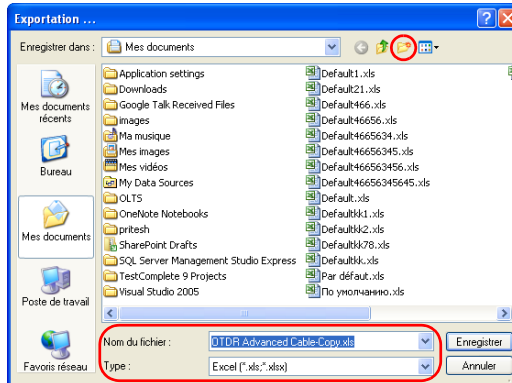 Exportation ...
Enregistrer dans :
Mes documents
Mes documents récents
Bureau
Mes documents
Poste de travail
Favoris réseau
Application settings
Downloads
Google Talk Received Files
images
Ma musique
Mes images
Mes vidéos
My Data Sources
OLTS
OneNote Notebooks
pritesh
SharePoint Drafts
SQL Server Management Studio Express
TestComplete 9 Projects
Visual Studio 2005
Default1.xls
Default21.xls
Default466.xls
Default46656.xls
Default4665634.xls
Default46656345.xls
Default466563456.xls
Default46656345645.xls
Default.xls
Defaultkk1.xls
Defaultkk2.xls
Defaultkk78.xls
Defaultkk.xls
Par défaut.xls
По умолчанию.xls
Nom du fichier :
OTDR Advanced Cable-Copy.xls
Enregistrer
Type :
Excel (*.xls;*.xlsx)
Annuler